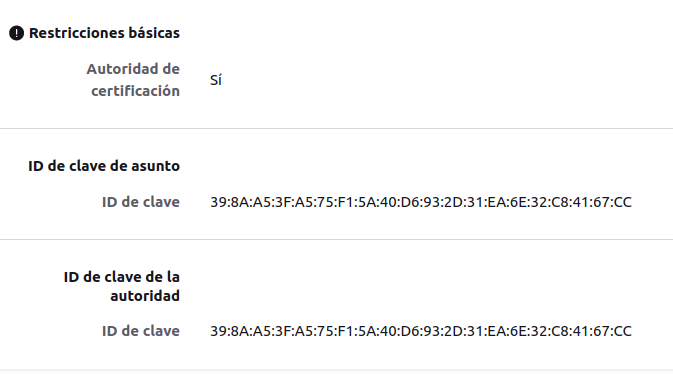 Restricciones básicas
Autoridad de
certificación
Sí
ID de clave de asunto
ID de clave
39:8A:A5:3F:A5:75:F1:5A:40:D6:93:2D:31:EA:6E:32:C8:41:67:CC
ID de clave de la
autoridad
ID de clave
39:8A:A5:3F:A5:75:F1:5A:40:D6:93:2D:31:EA:6E:32:C8:41:67:CC